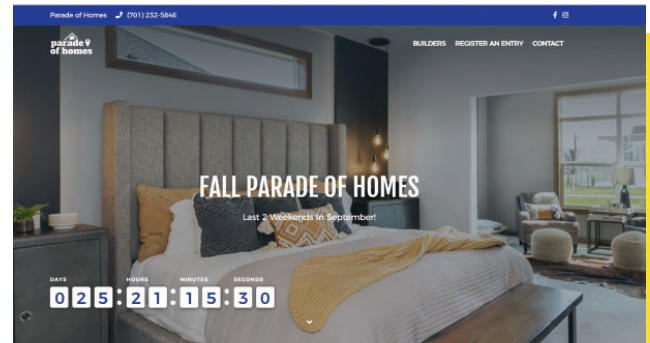 Parade of Homes (701) 232-5846
parade
of homes
BUILDERS REGISTER AN ENTRY CONTACT
FALL PARADE OF HOMES
Last 2 Weekends in September!
DAYS HOURS MINUTES SECONDS
025:21:15:30